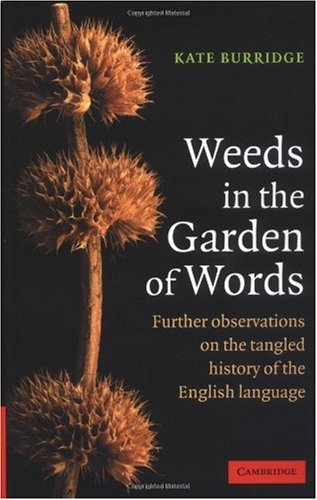 KATE BURRIDGE
Weeds
in the
Garden
of Words
Further observations
on the tangled
history of the
English language
CAMBRIDGE